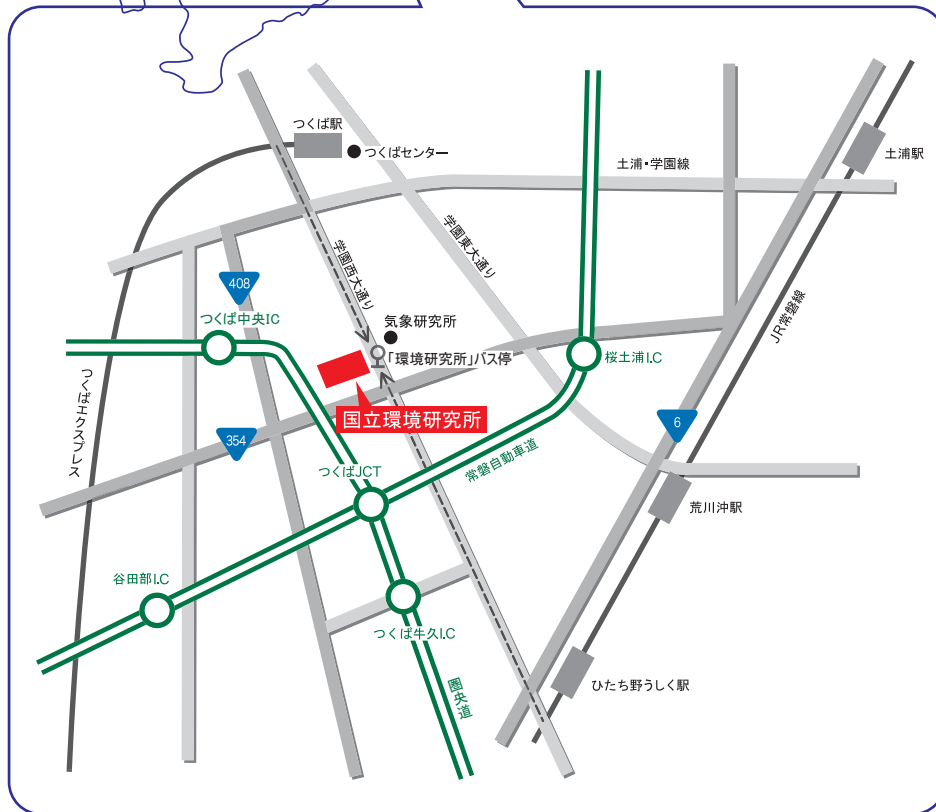 つくば駅
つくばセンター
土浦駅
土浦・学園線
学園東大通り
学園西大通り
408
つくば中央IC
気象研究所
「環境研究所」バス停
JR常磐線
桜土浦I.C
つくばエクスプレス
国立環境研究所
6
354
常磐自動車道
つくばJCT
荒川沖駅
谷田部I.C
つくば牛久I.C
圏央道
ひたち野うしく駅